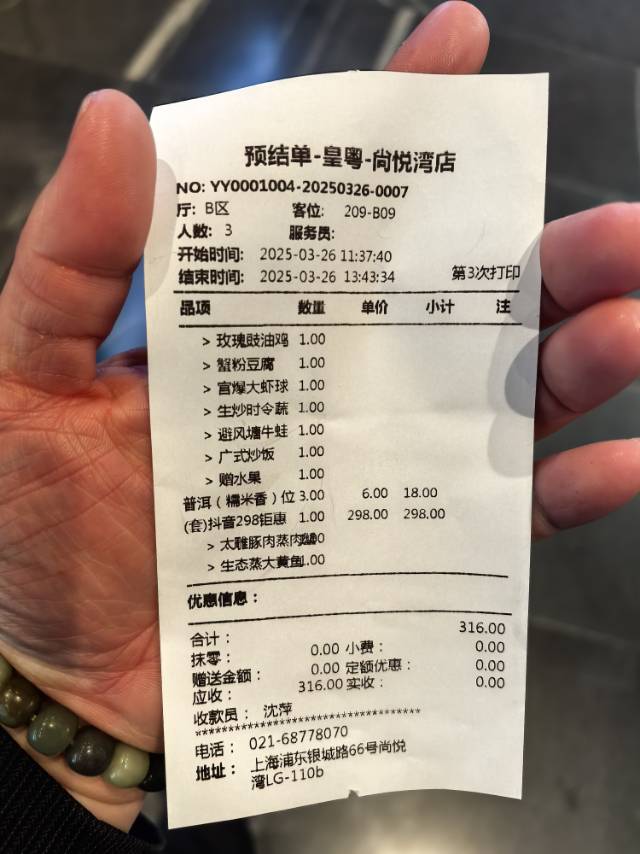 预结单-皇粤-尚悦湾店
NO: YY0001004-20250326-0007
厅: B区 客位: 209-B09
人数: 3 服务员:
开始时间: 2025-03-26 11:37:40
结束时间: 2025-03-26 13:43:34 第3次打印
品项 数量 单价 小计 注
> 玫瑰豉油鸡 1.00
> 蟹粉豆腐 1.00
> 宫爆大虾球 1.00
> 生炒时令蔬 1.00
> 避风塘牛蛙 1.00
> 广式炒饭 1.00
> 赠水果 1.00
普洱（糯米香）位 3.00 6.00 18.00
(套)抖音298钜惠 1.00 298.00 298.00
> 太雕豚肉蒸肉
> 生态蒸大黄鱼1.00
优惠信息：
合计： 316.00
抹零： 0.00 小费： 0.00
赠送金额： 0.00 定额优惠： 0.00
应收： 316.00 实收： 0.00
收款员： 沈萍
电话： 021-68778070
地址： 上海浦东银城路66号尚悦
湾LG-110b